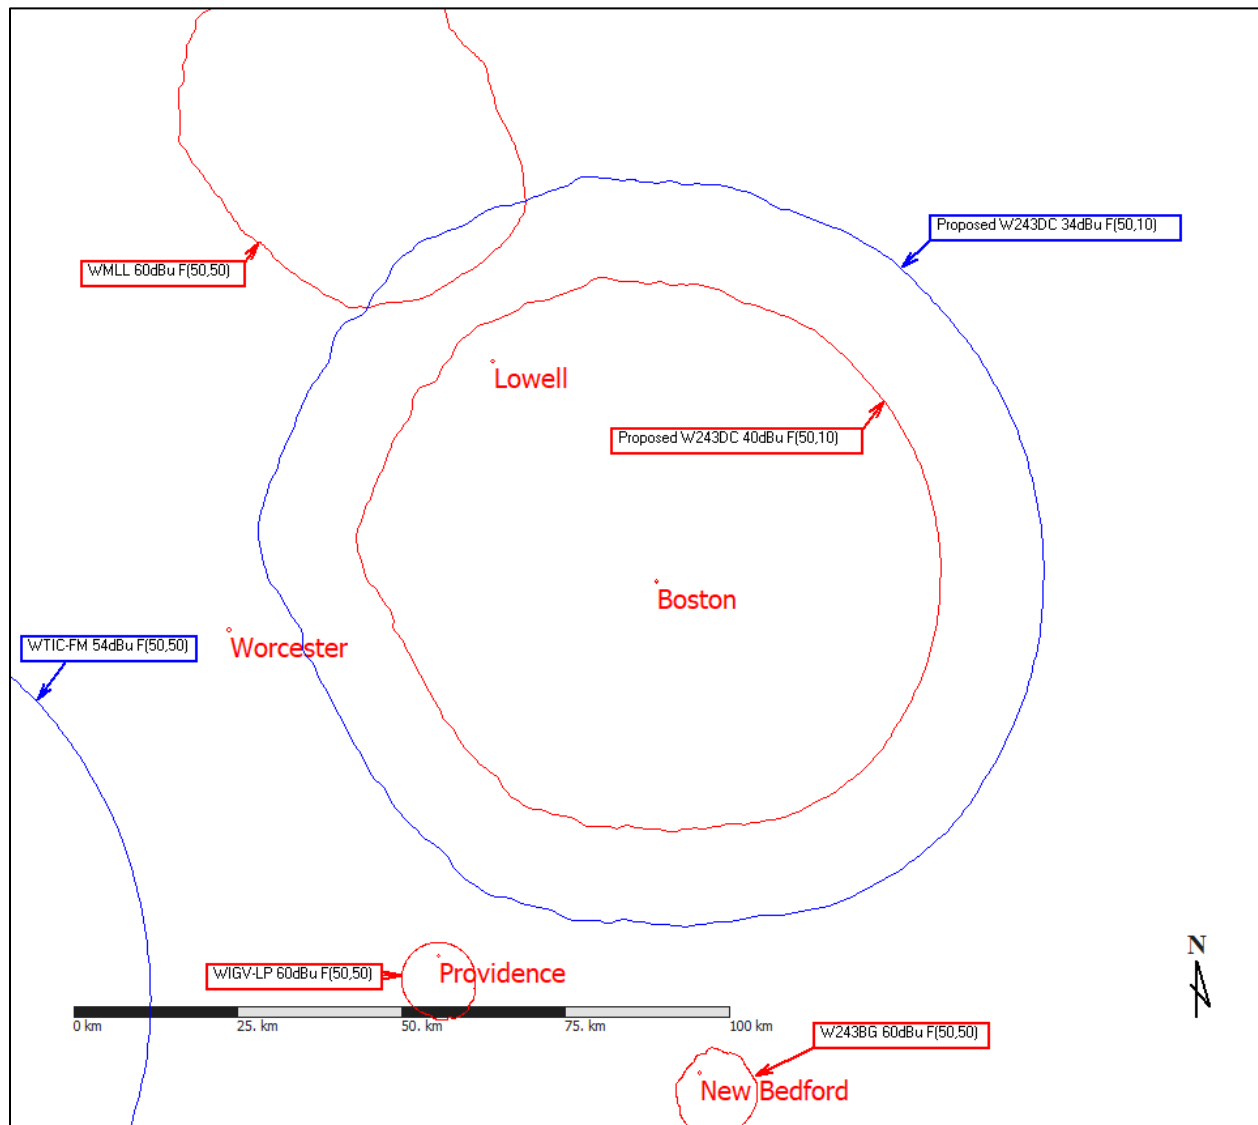 Proposed W243DC 34dBu F(50,10)
WMLL 60dBu F(50,50)
Lowell
Proposed W243DC 40dBu F(50,10)
Boston
WTIC-FM 54dBu F(50,50)
Worcester
N
WIGV-LP 60dBu F(50,50)
Providence
0 km 25. km 50. km 75. km 100 km
W243BG 60dBu F(50,50)
New Bedford